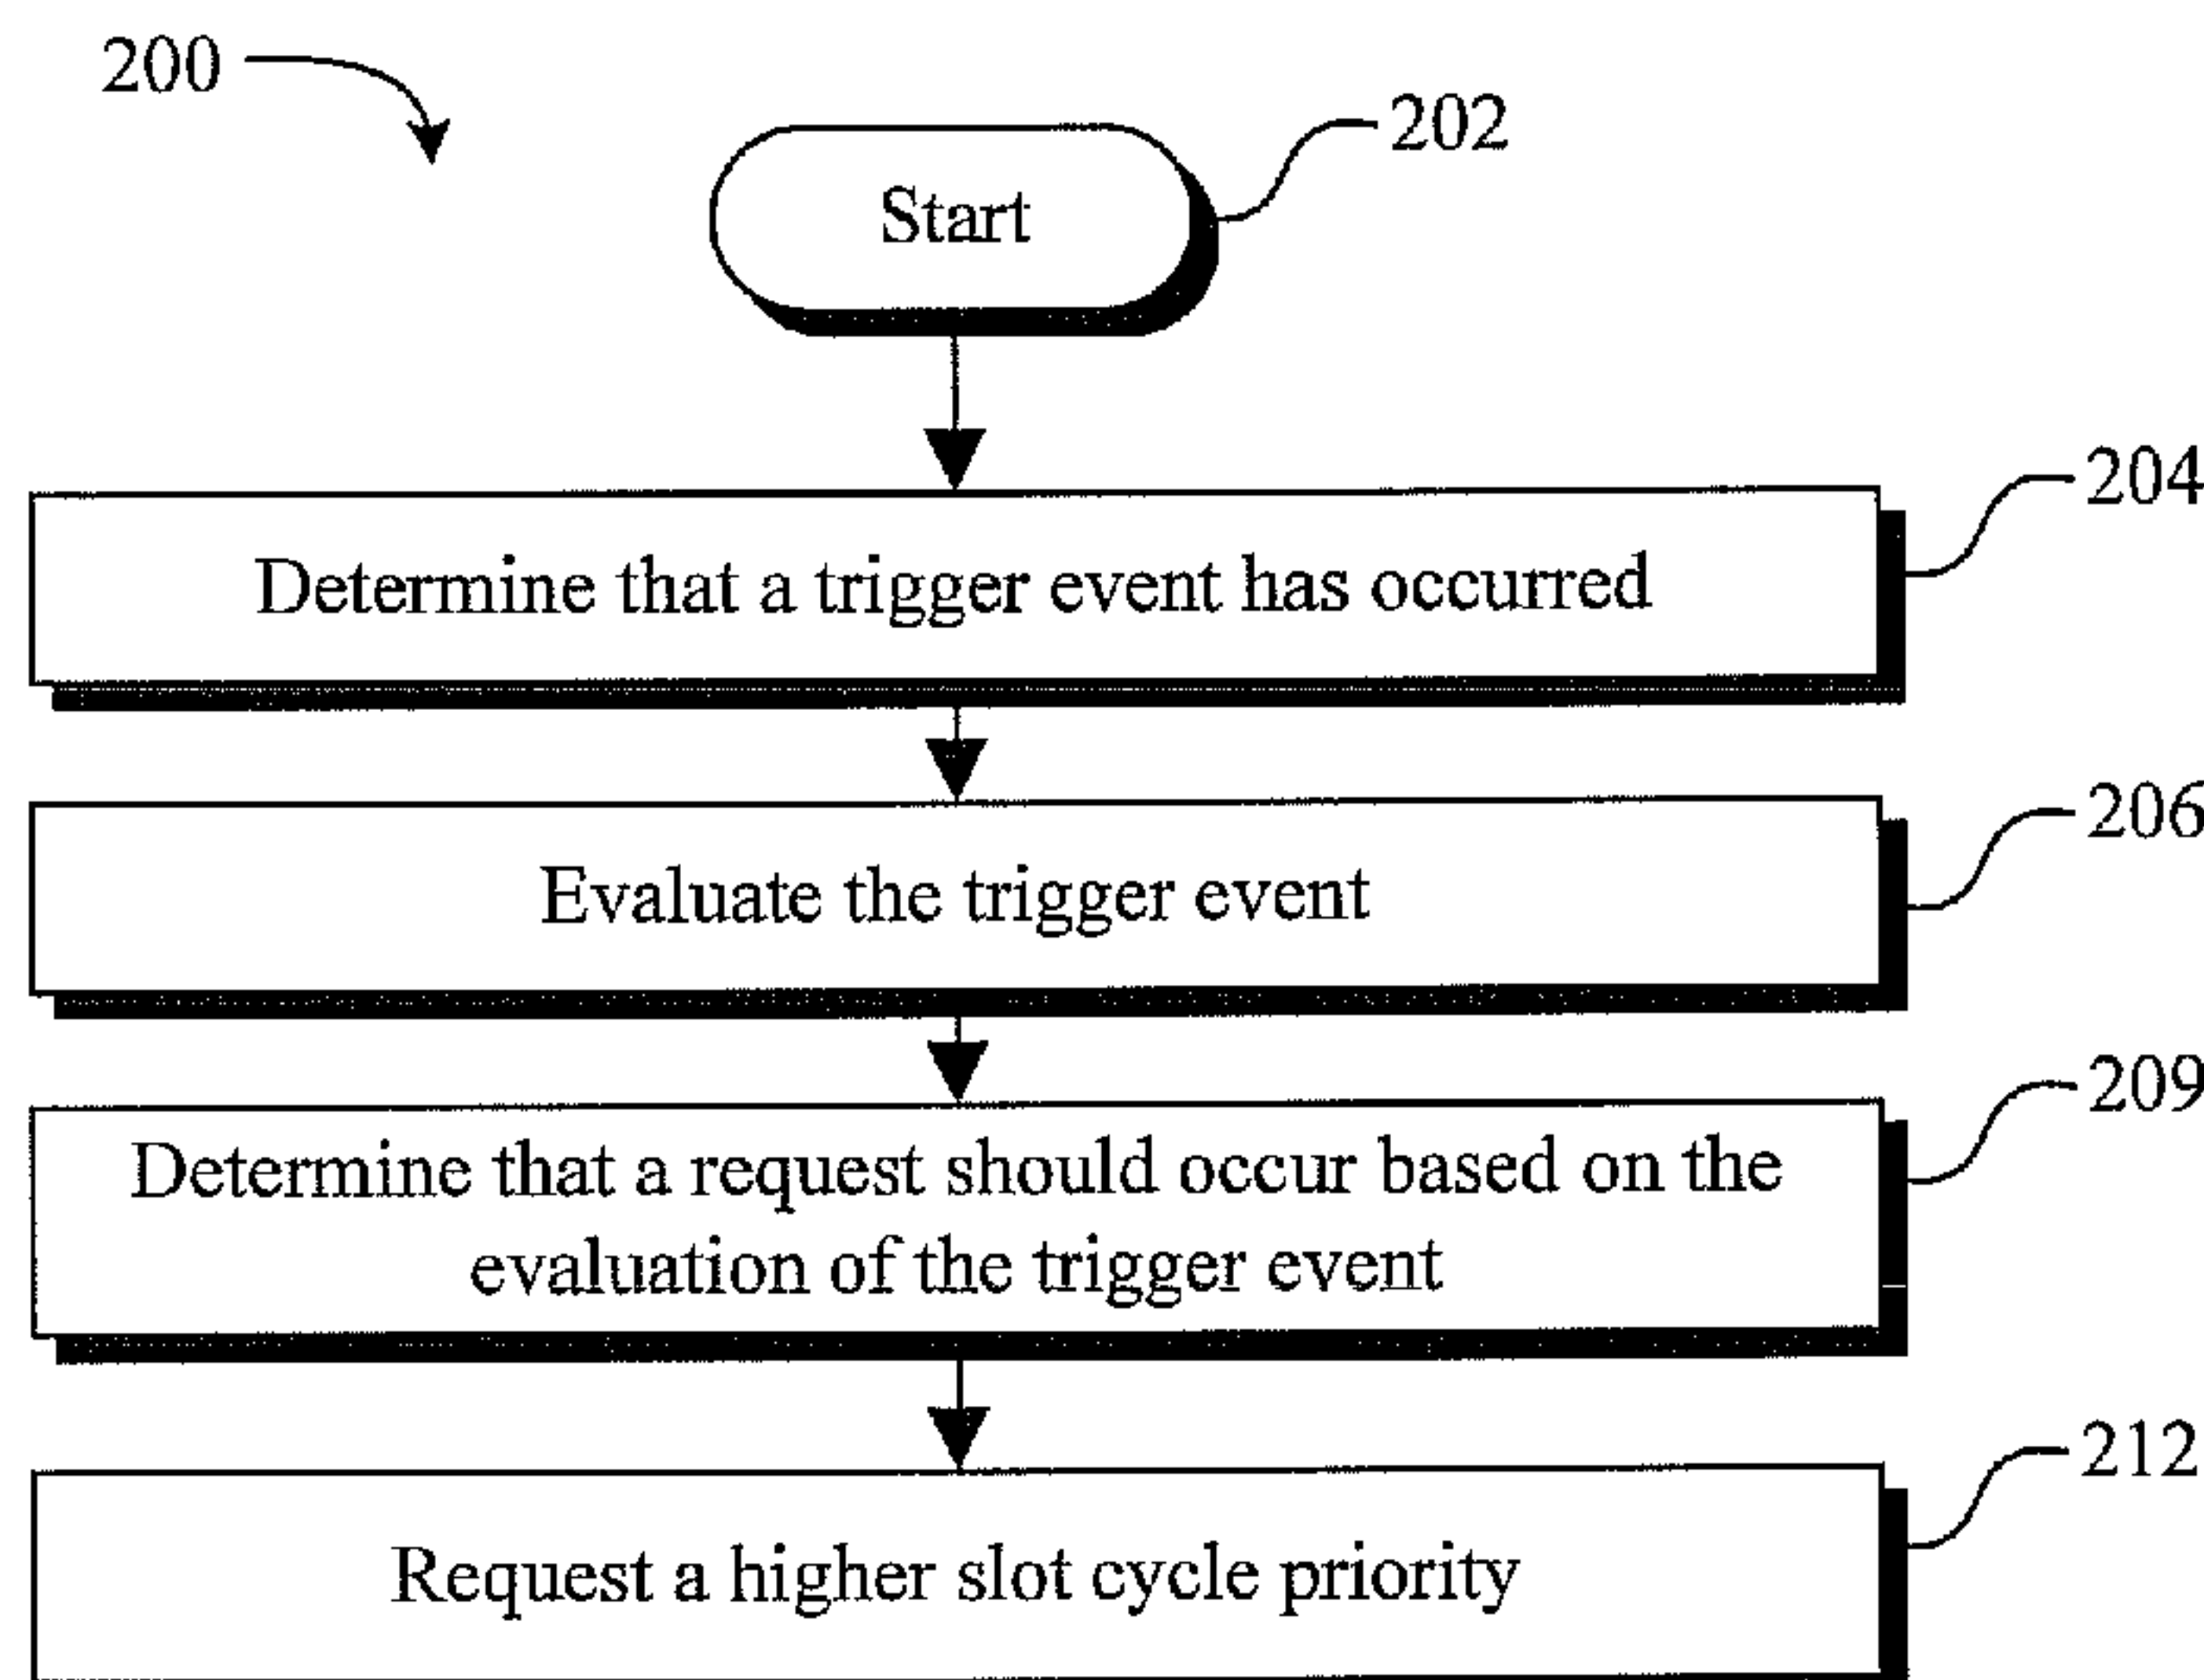 200
202
Start
204
Determine that a trigger event has occurred
206
Evaluate the trigger event
209
Determine that a request should occur based on the
evaluation of the trigger event
212
Request a higher slot cycle priority